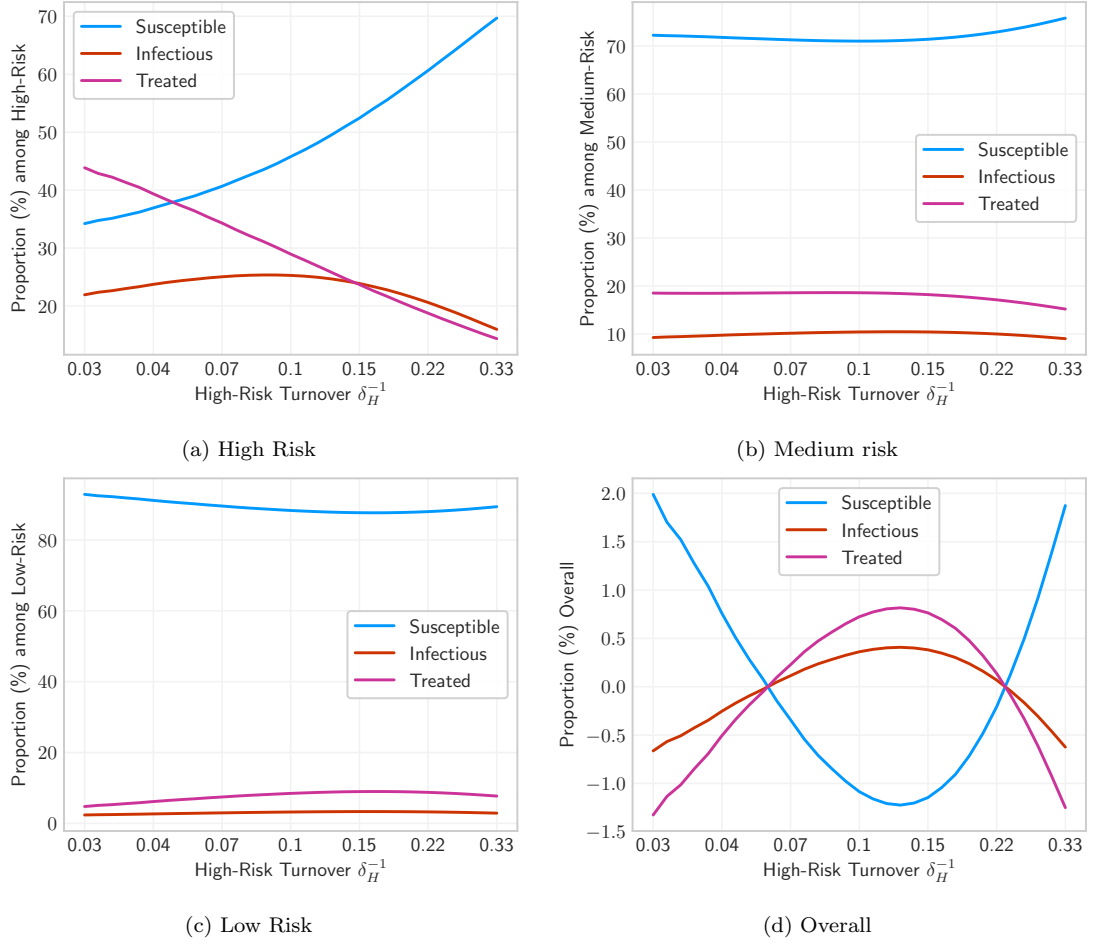 Proportion (%) among High-Risk
70
60
50
40
30
20
Susceptible
Infectious
Treated
0.03 0.04 0.07 0.1 0.15 0.22 0.33
High-Risk Turnover δ_H^{-1}
(a) High Risk
Proportion (%) among Medium-Risk
70
60
50
40
30
20
10
Susceptible
Infectious
Treated
0.03 0.04 0.07 0.1 0.15 0.22 0.33
High-Risk Turnover δ_H^{-1}
(b) Medium risk
Proportion (%) among Low-Risk
80
60
40
20
0
Susceptible
Infectious
Treated
0.03 0.04 0.07 0.1 0.15 0.22 0.33
High-Risk Turnover δ_H^{-1}
(c) Low Risk
Proportion (%) Overall
2.0
1.5
1.0
0.5
0.0
−0.5
−1.0
−1.5
Susceptible
Infectious
Treated
0.03 0.04 0.07 0.1 0.15 0.22 0.33
High-Risk Turnover δ_H^{-1}
(d) Overall